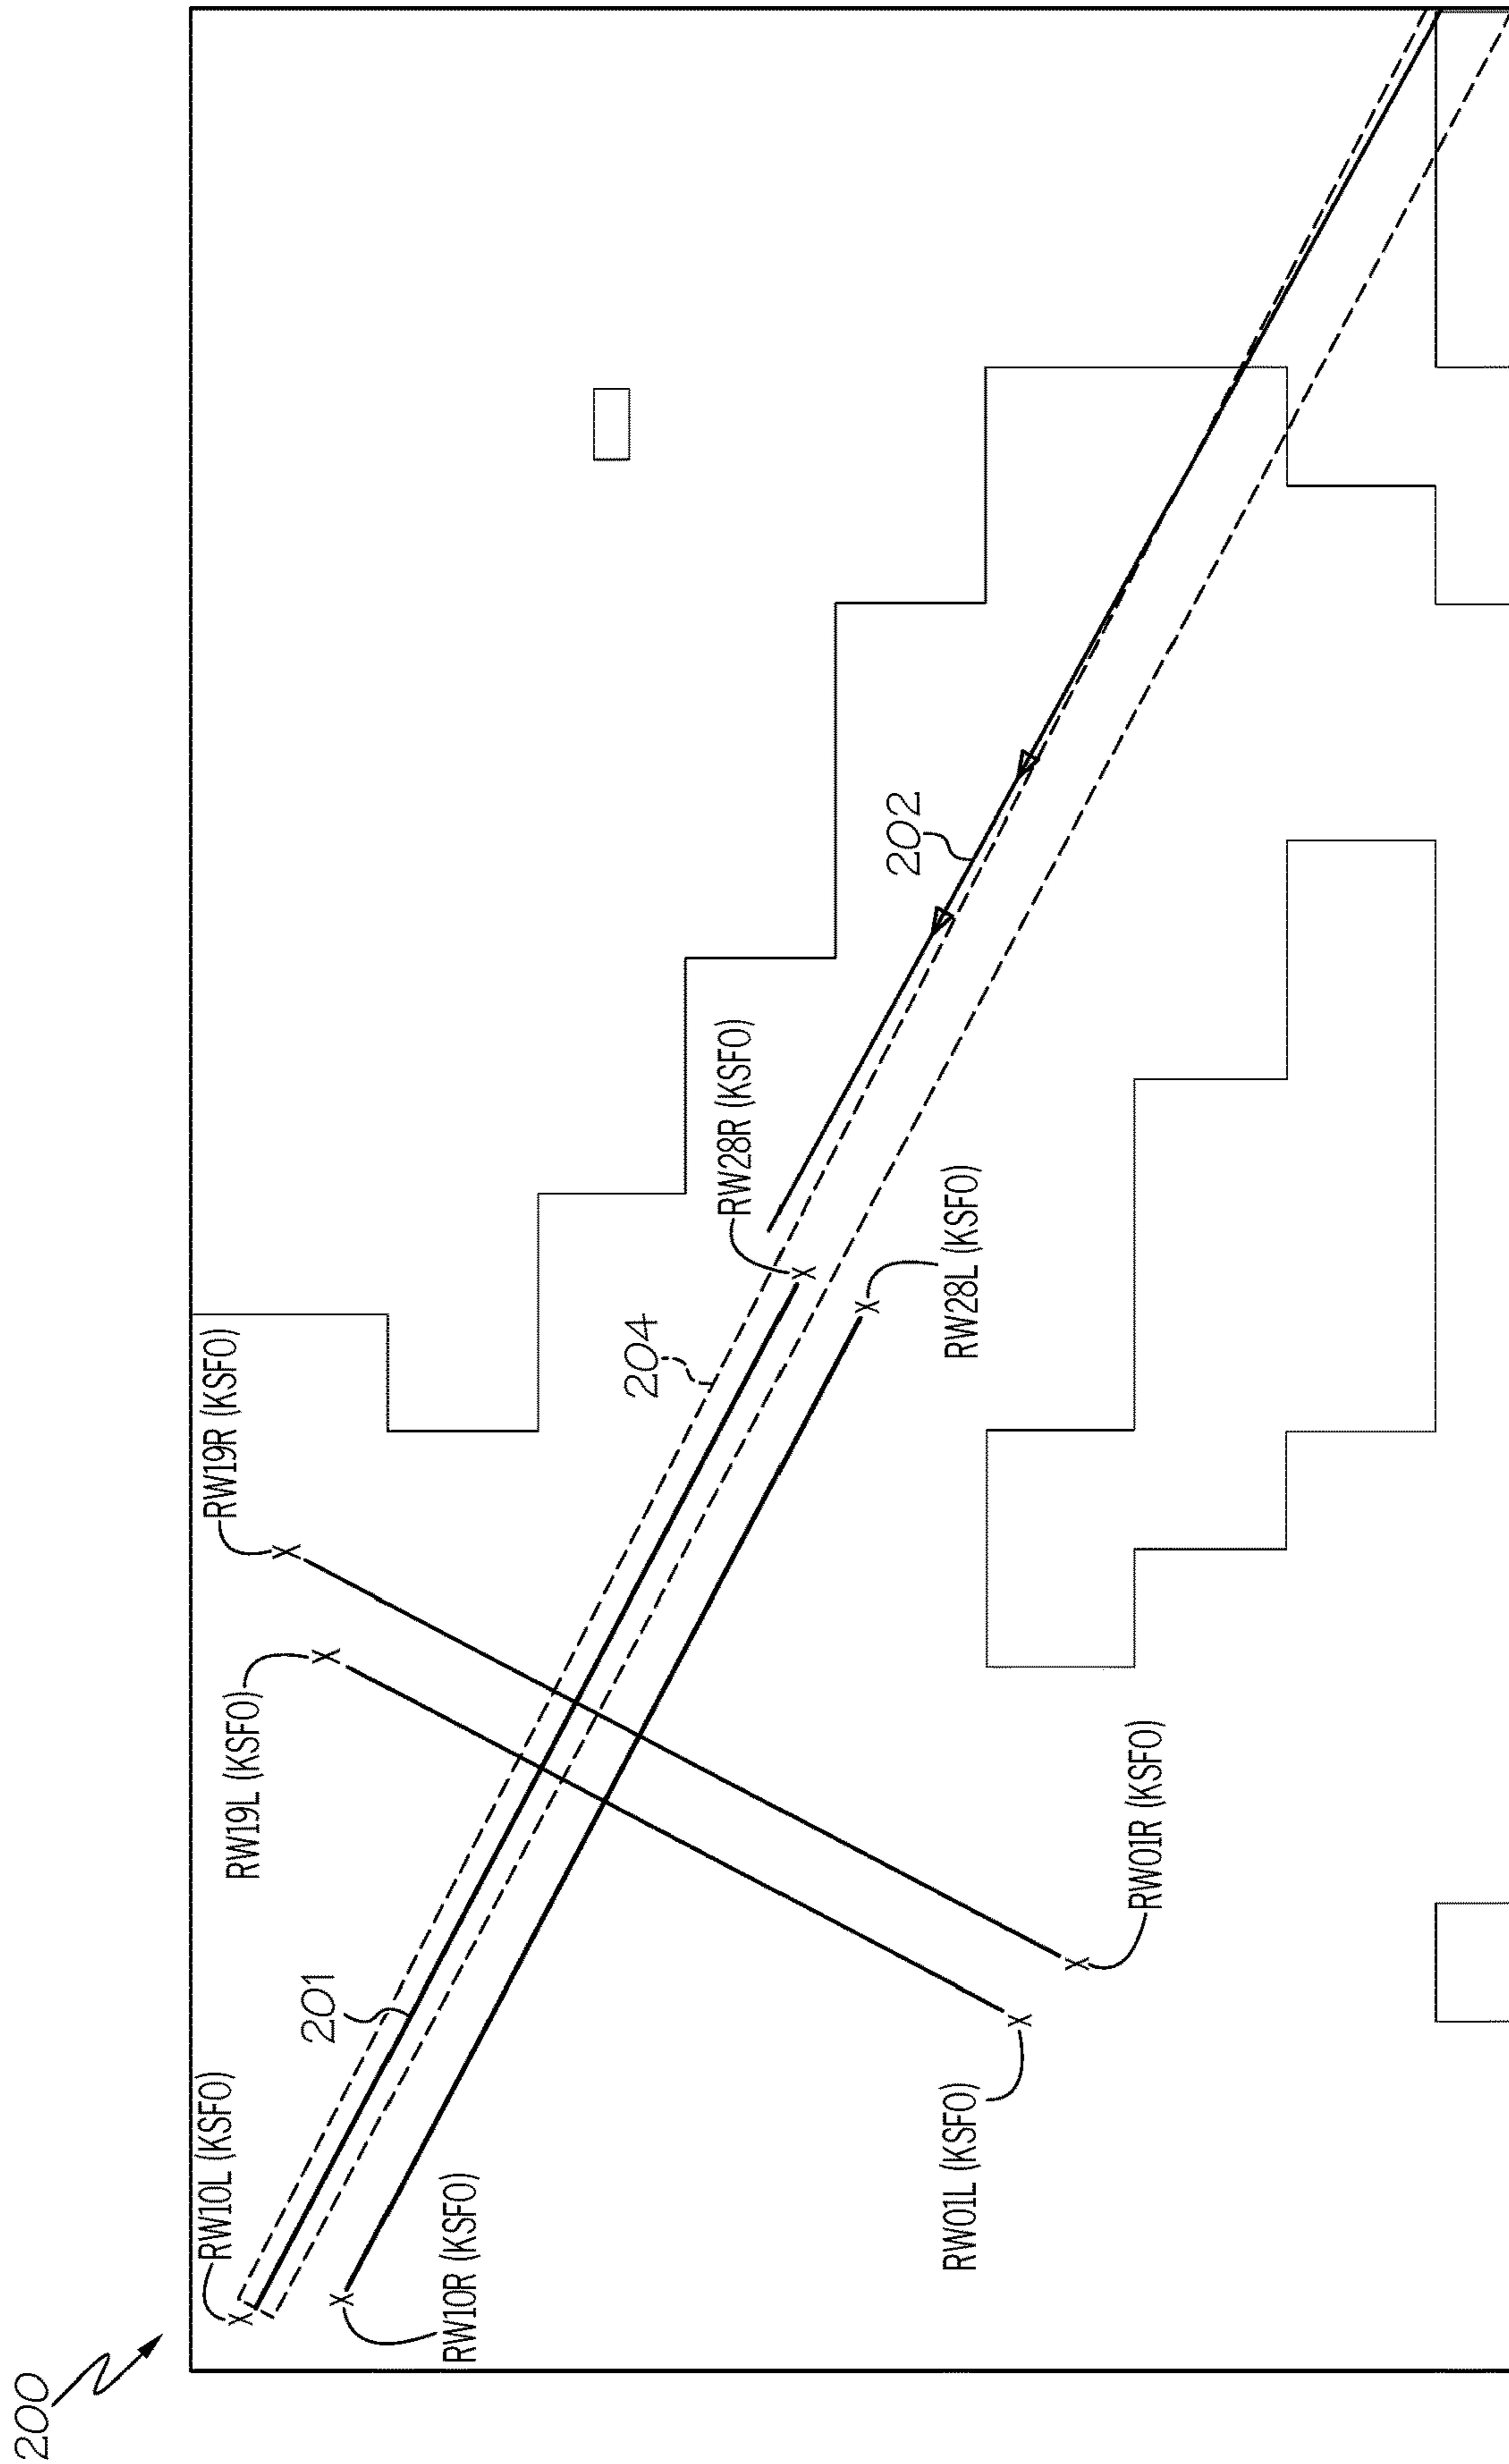 200
RW10L (KSFO)
RW10R (KSFO)
201
RW19L (KSFO)
RW19R (KSFO)
204
RW28R (KSFO)
RW28L (KSFO)
202
RW01L (KSFO)
RW01R (KSFO)